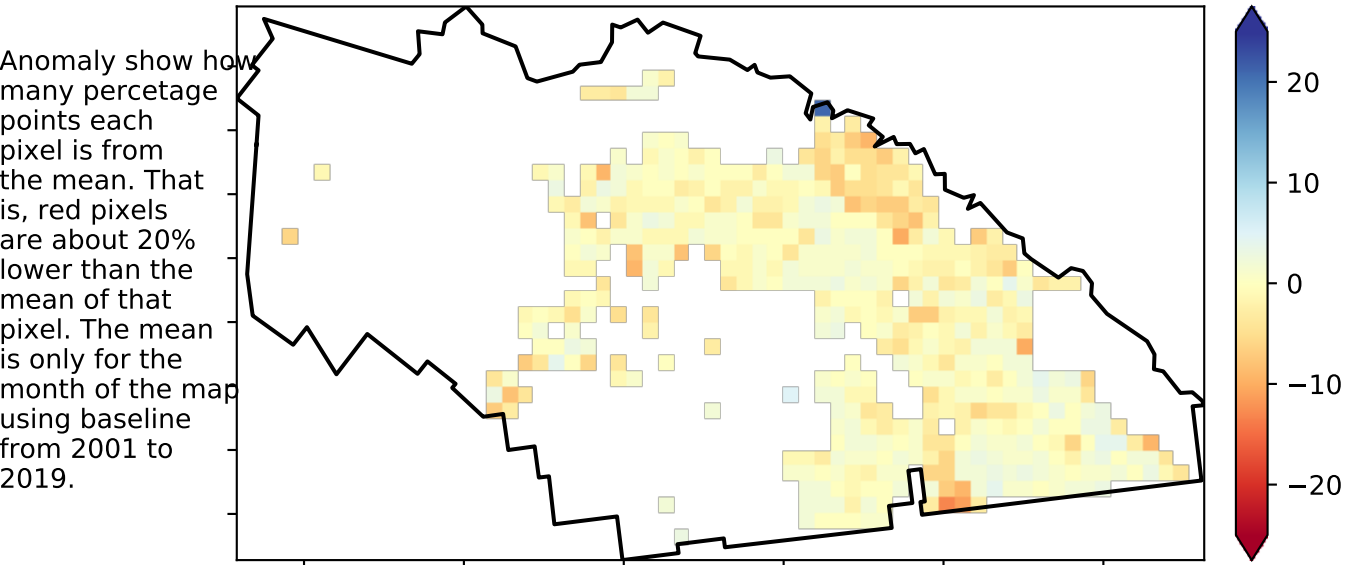 Anomaly show how
many percetage
points each
pixel is from
the mean. That
is, red pixels
are about 20%
lower than the
mean of that
pixel. The mean
is only for the
month of the map
using baseline
from 2001 to
2019.
20
10
0
−10
−20